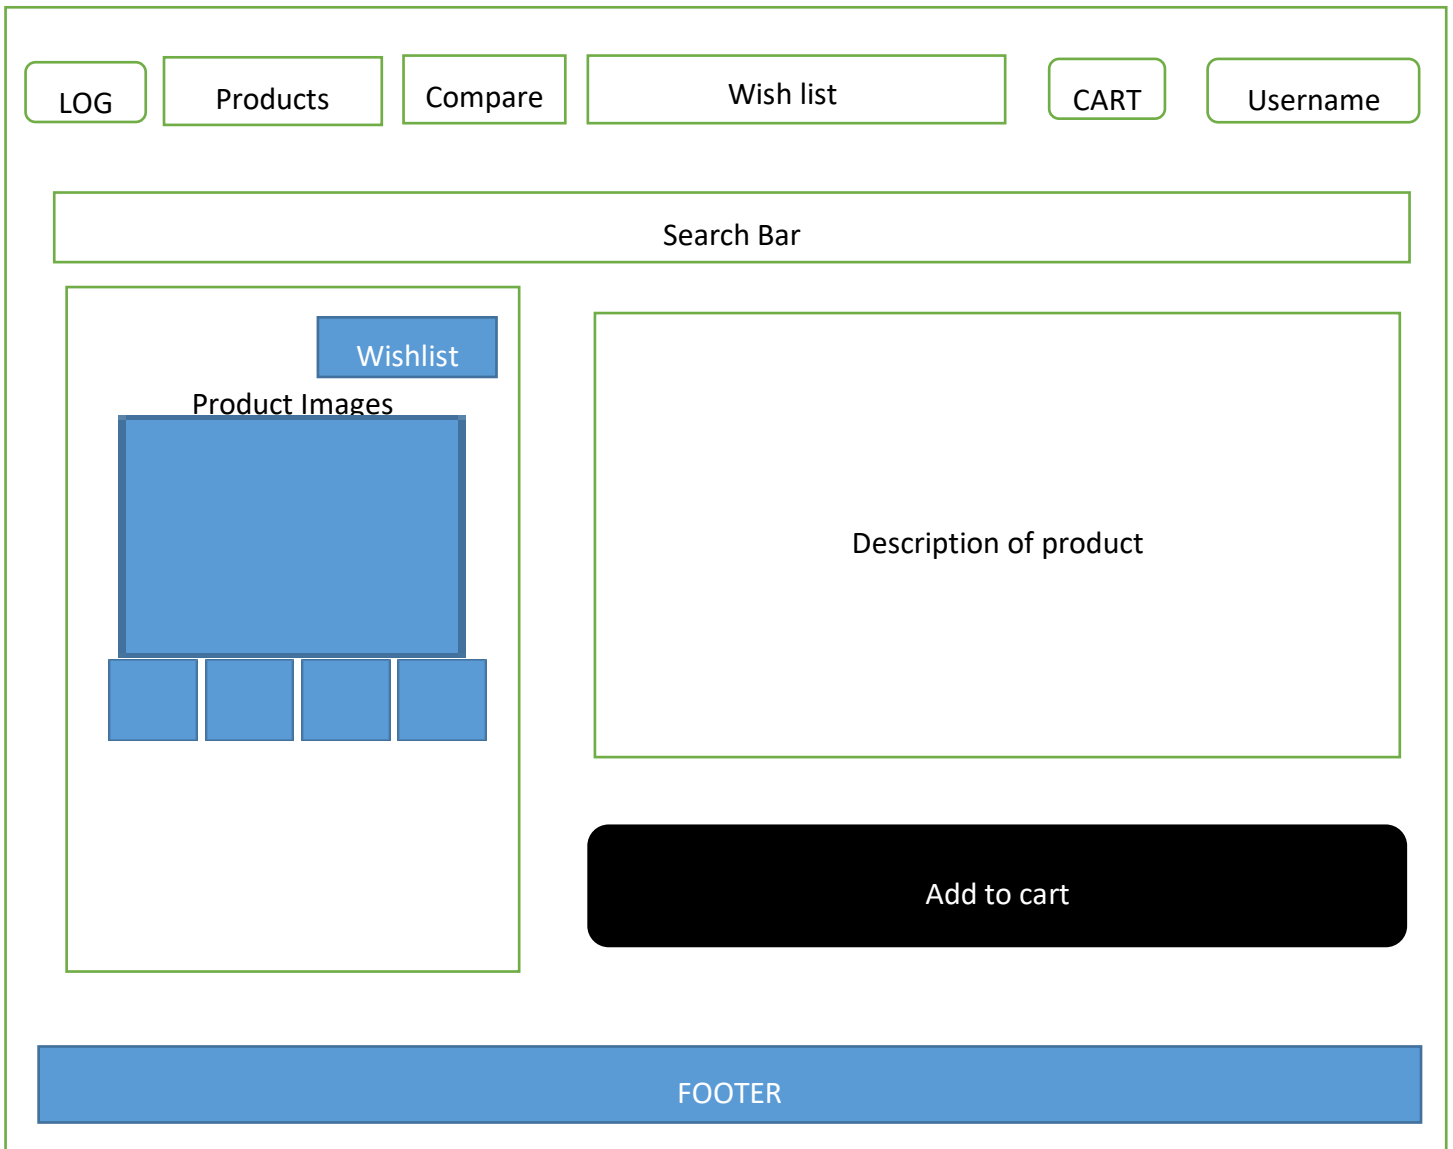 LOG
Products
Compare
Wish list
CART
Username
Search Bar
Wishlist
Product Images
Description of product
Add to cart
FOOTER